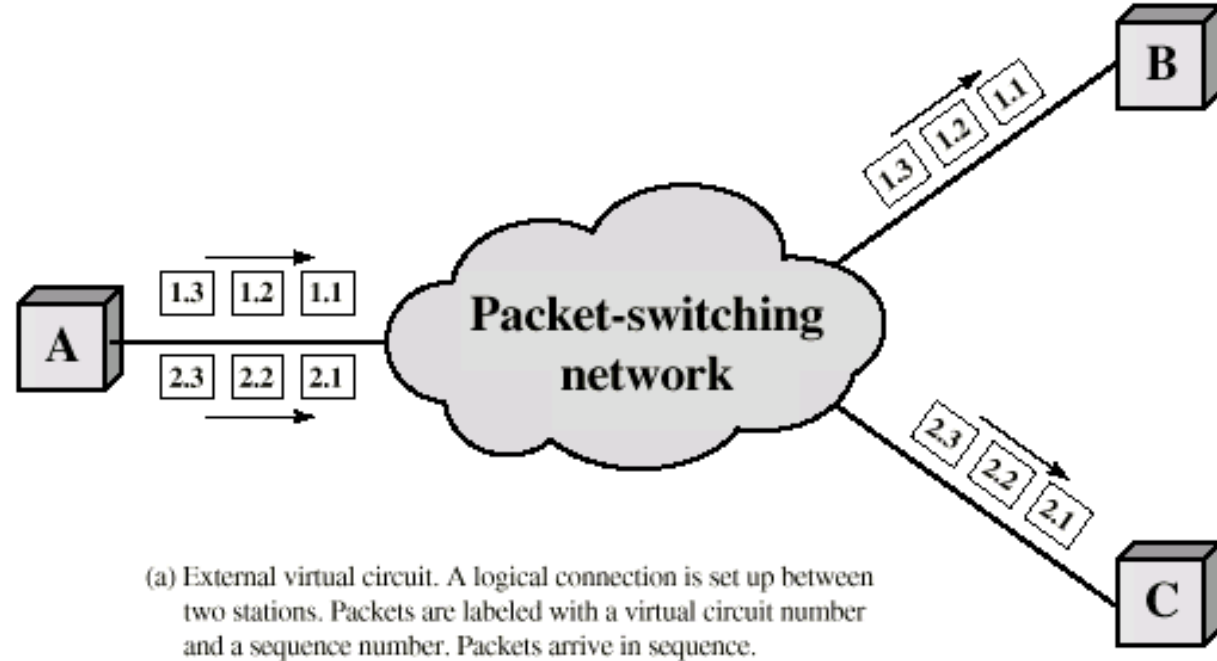 B
1.3 1.2 1.1
1.3 1.2 1.1
A
Packet-switching
network
2.3 2.2 2.1
2.3 2.2 2.1
C
(a) External virtual circuit. A logical connection is set up between
two stations. Packets are labeled with a virtual circuit number
and a sequence number. Packets arrive in sequence.